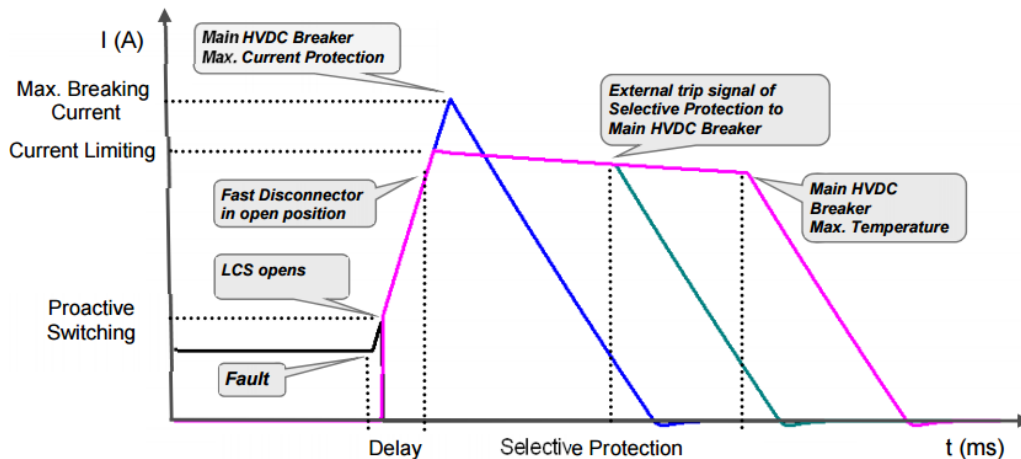 I (A)
Main HVDC Breaker
Max. Current Protection
Max. Breaking
Current
External trip signal of
Selective Protection to
Main HVDC Breaker
Current Limiting
Fast Disconnector
in open position
Main HVDC
Breaker
Max. Temperature
LCS opens
Proactive
Switching
Fault
Delay
Selective Protection
t (ms)